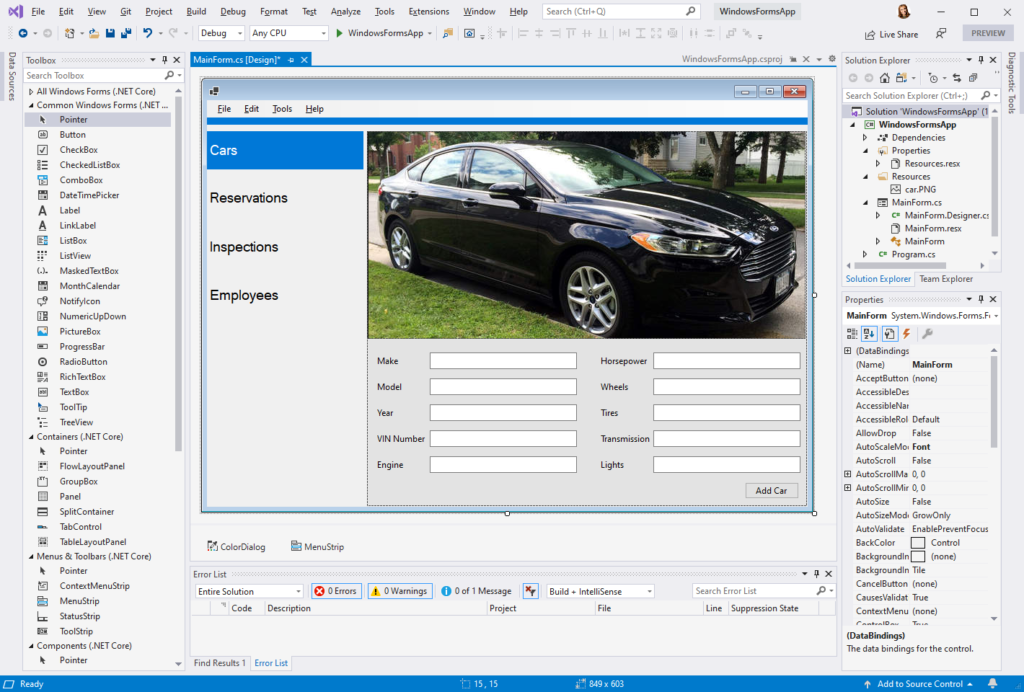 File Edit View Git Project Build Debug Format Test Analyze Tools Extensions Window Help Search (Ctrl+Q) WindowsFormsApp
Debug Any CPU WindowsFormsApp Live Share PREVIEW
Data Sources
Toolbox
Search Toolbox
All Windows Forms (.NET Core)
Common Windows Forms (.NET ...
Pointer
Button
CheckBox
CheckedListBox
ComboBox
DateTimePicker
Label
LinkLabel
ListBox
ListView
MaskedTextBox
MonthCalendar
NotifyIcon
NumericUpDown
PictureBox
ProgressBar
RadioButton
RichTextBox
TextBox
ToolTip
TreeView
Containers (.NET Core)
Pointer
FlowLayoutPanel
GroupBox
Panel
SplitContainer
TabControl
TableLayoutPanel
Menus & Toolbars (.NET Core)
Pointer
ContextMenuStrip
MenuStrip
StatusStrip
ToolStrip
Components (.NET Core)
Pointer
MainForm.cs [Design]* WindowsFormsApp.csproj
File Edit Tools Help
Cars
Reservations
Inspections
Employees
Make Horsepower
Model Wheels
Year Tires
VIN Number Transmission
Engine Lights
Add Car
ColorDialog MenuStrip
Error List
Entire Solution 0 Errors 0 Warnings 0 of 1 Message Build + IntelliSense Search Error List
Code Description Project File Line Suppression State
Find Results 1 Error List
Solution Explorer
Search Solution Explorer (Ctrl+;)
Solution 'WindowsFormsApp' (1
WindowsFormsApp
Dependencies
Properties
Resources.resx
Resources
car.PNG
MainForm.cs
MainForm.Designer.cs
MainForm.resx
MainForm
Program.cs
Solution Explorer Team Explorer
Properties
MainForm System.Windows.Forms.F
(DataBindings
(Name) MainForm
AcceptButton (none)
AccessibleDes
AccessibleNar
AccessibleRol Default
AllowDrop False
AutoScaleMo Font
AutoScroll False
AutoScrollMa 0, 0
AutoScrollMir 0, 0
AutoSize False
AutoSizeMod GrowOnly
AutoValidate EnablePreventFocus
BackColor Control
BackgroundIn (none)
BackgroundIn Tile
CancelButton (none)
CausesValidat True
ContextMenu (none)
ControlBox True
(DataBindings)
The data bindings for the control.
Diagnostic Tools
Ready 15 , 15 849 x 603 Add to Source Control